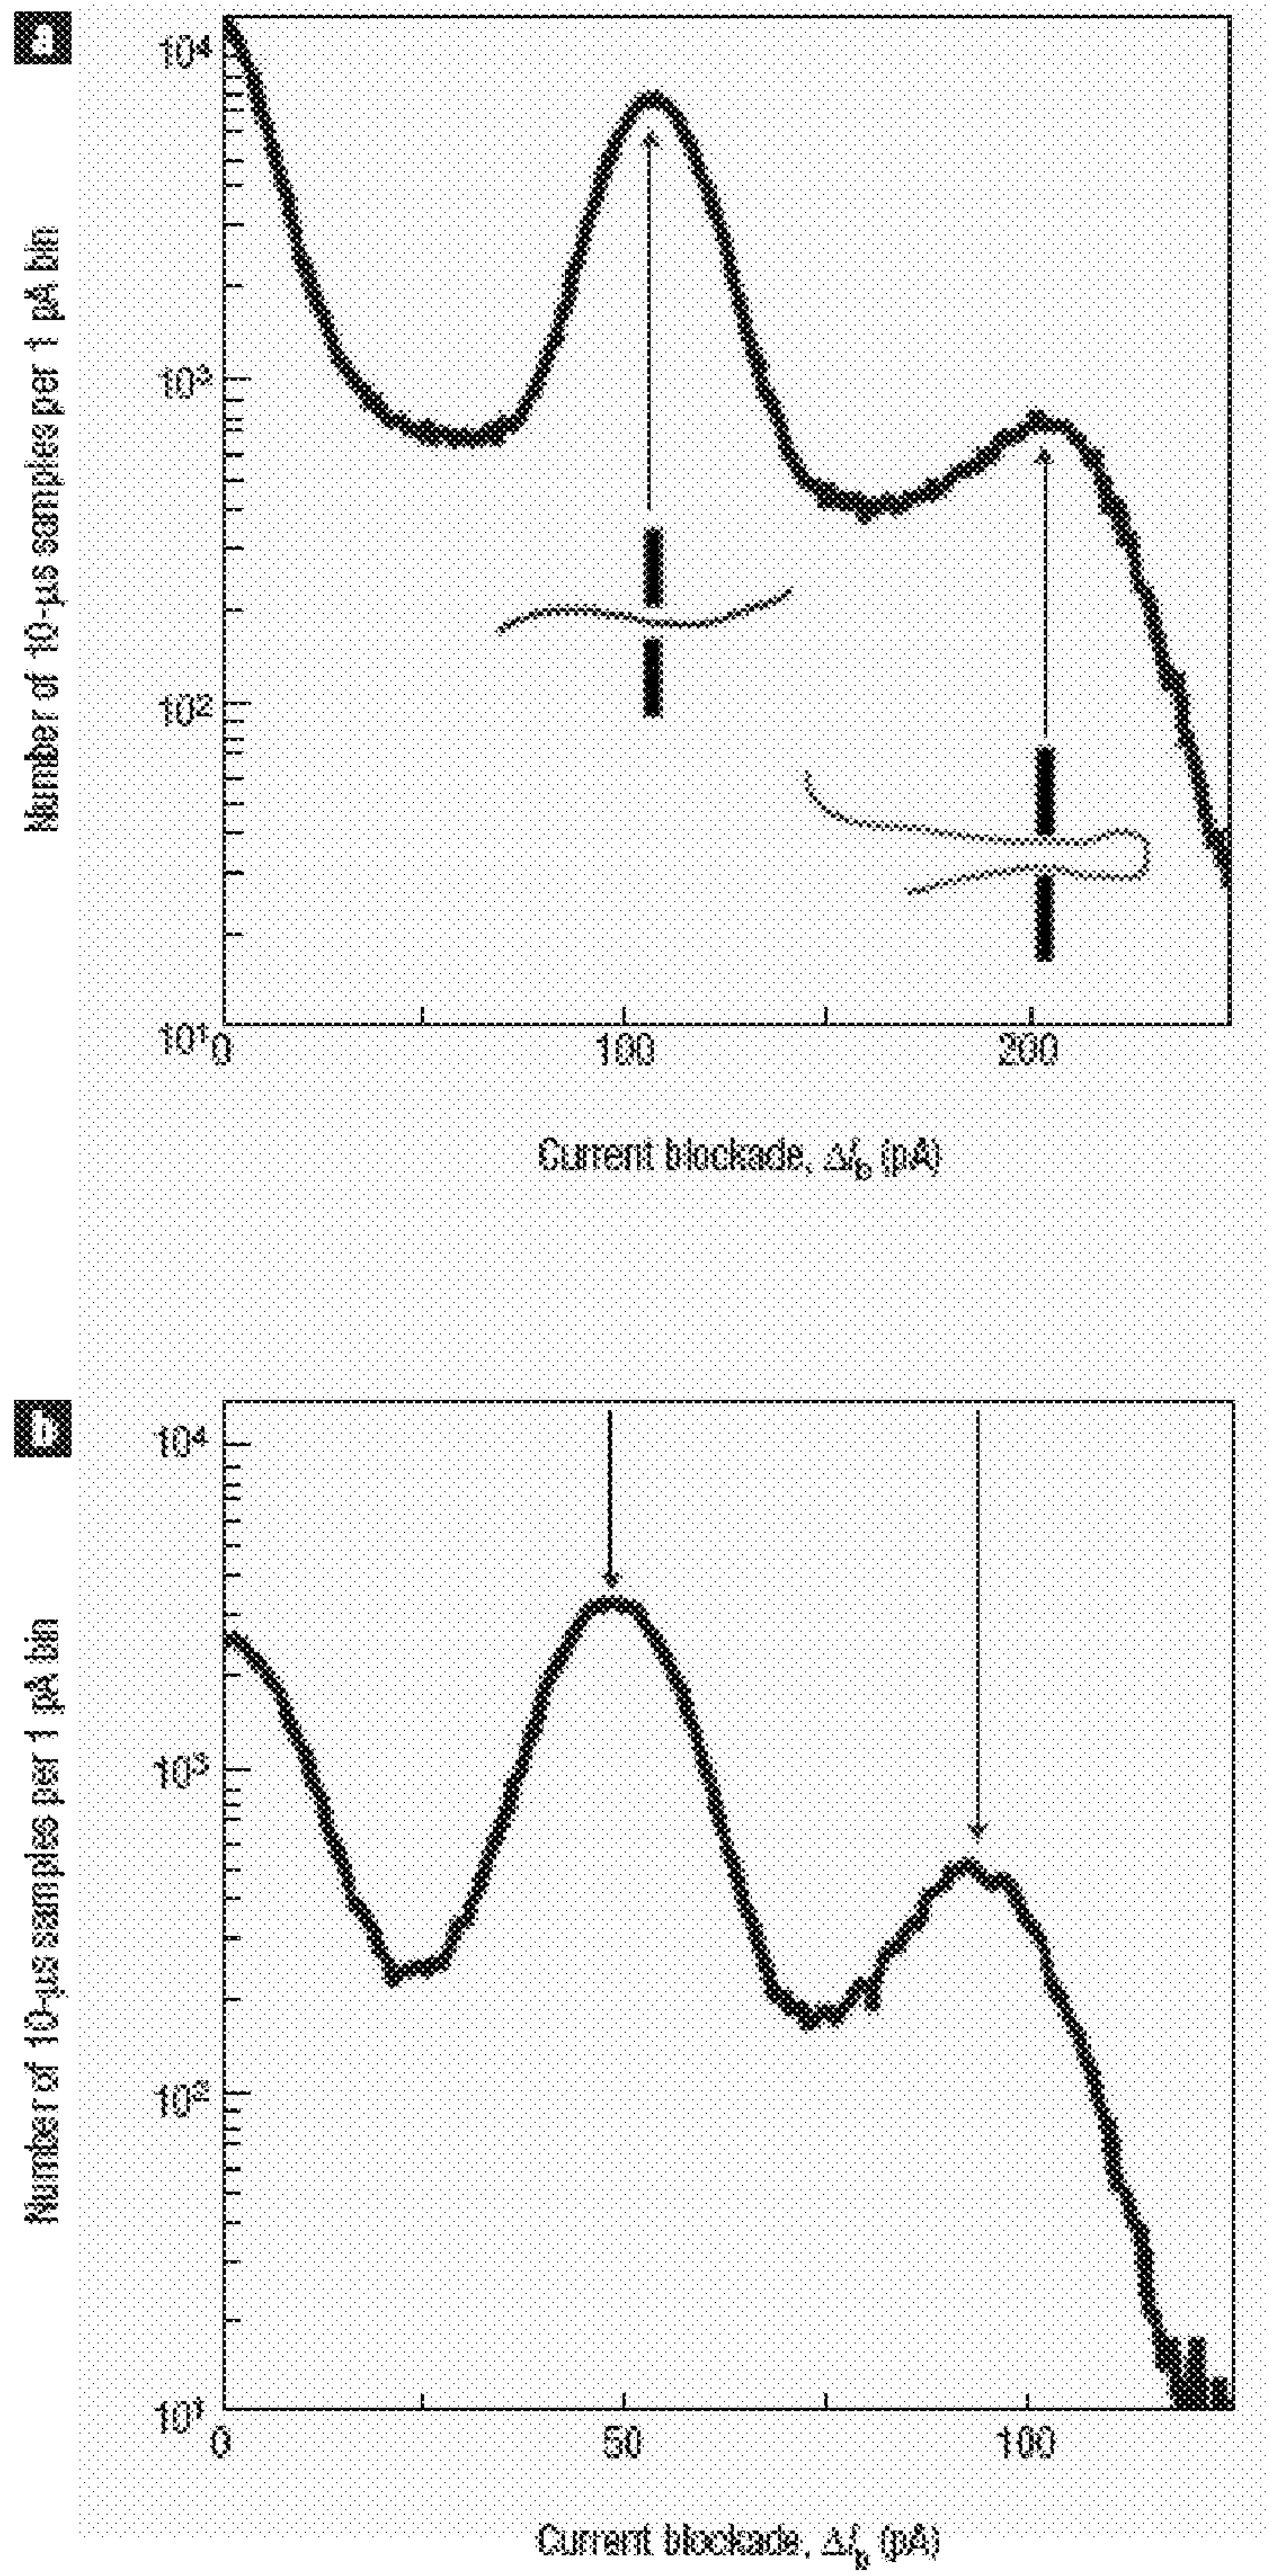 a
Number of 10-µs samples per 1 pA bin
10⁴
10³
10²
10¹
0
100
200
Current blockade, ΔI_b (pA)
b
Number of 10-µs samples per 1 pA bin
10⁴
10³
10²
10¹
0
50
100
Current blockade, ΔI_b (pA)